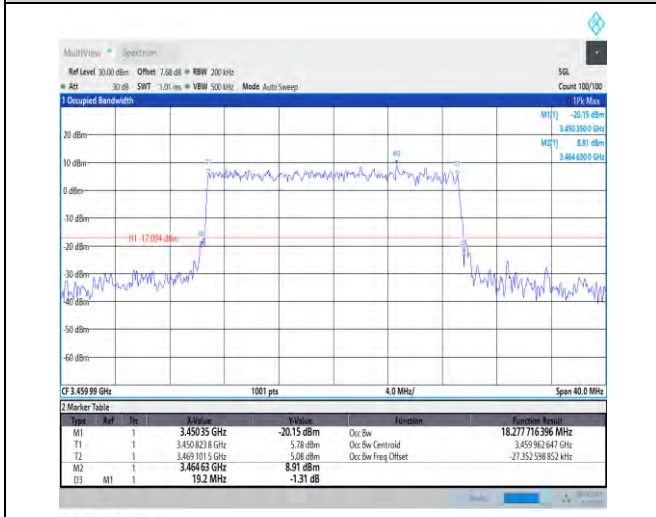 MultiView Spectrum
Ref Level 30.00 dBm Offset 7.68 dB RBW 200 kHz SGL
Att 30 dB SWT 1.01 ms VBW 500 kHz Mode Auto Sweep Count 100/100
1 Occupied Bandwidth 1Pk Max
M1[1] -20.15 dBm
3.450 350 0 GHz
M2[1] 8.91 dBm
3.464 630 0 GHz
20 dBm
M2
10 dBm
T1
0 dBm
-10 dBm
H1 -17.094 dBm
-30 dBm
-40 dBm
-50 dBm
-60 dBm
CF 3.459 99 GHz 1001 pts 4.0 MHz/ Span 40.0 MHz
2 Marker Table
Type Ref Trc X-Value Y-Value Function Function Result
M1 1 3.45035 GHz -20.15 dBm Occ Bw 18.277 716 396 MHz
T1 1 3.450 823 8 GHz 5.78 dBm Occ Bw Centroid 3.459 962 647 GHz
T2 1 3.469 101 5 GHz 5.08 dBm Occ Bw Freq Offset -27.352 598 852 kHz
M2 1 3.464 63 GHz 8.91 dBm
D3 M1 1 19.2 MHz -1.31 dB